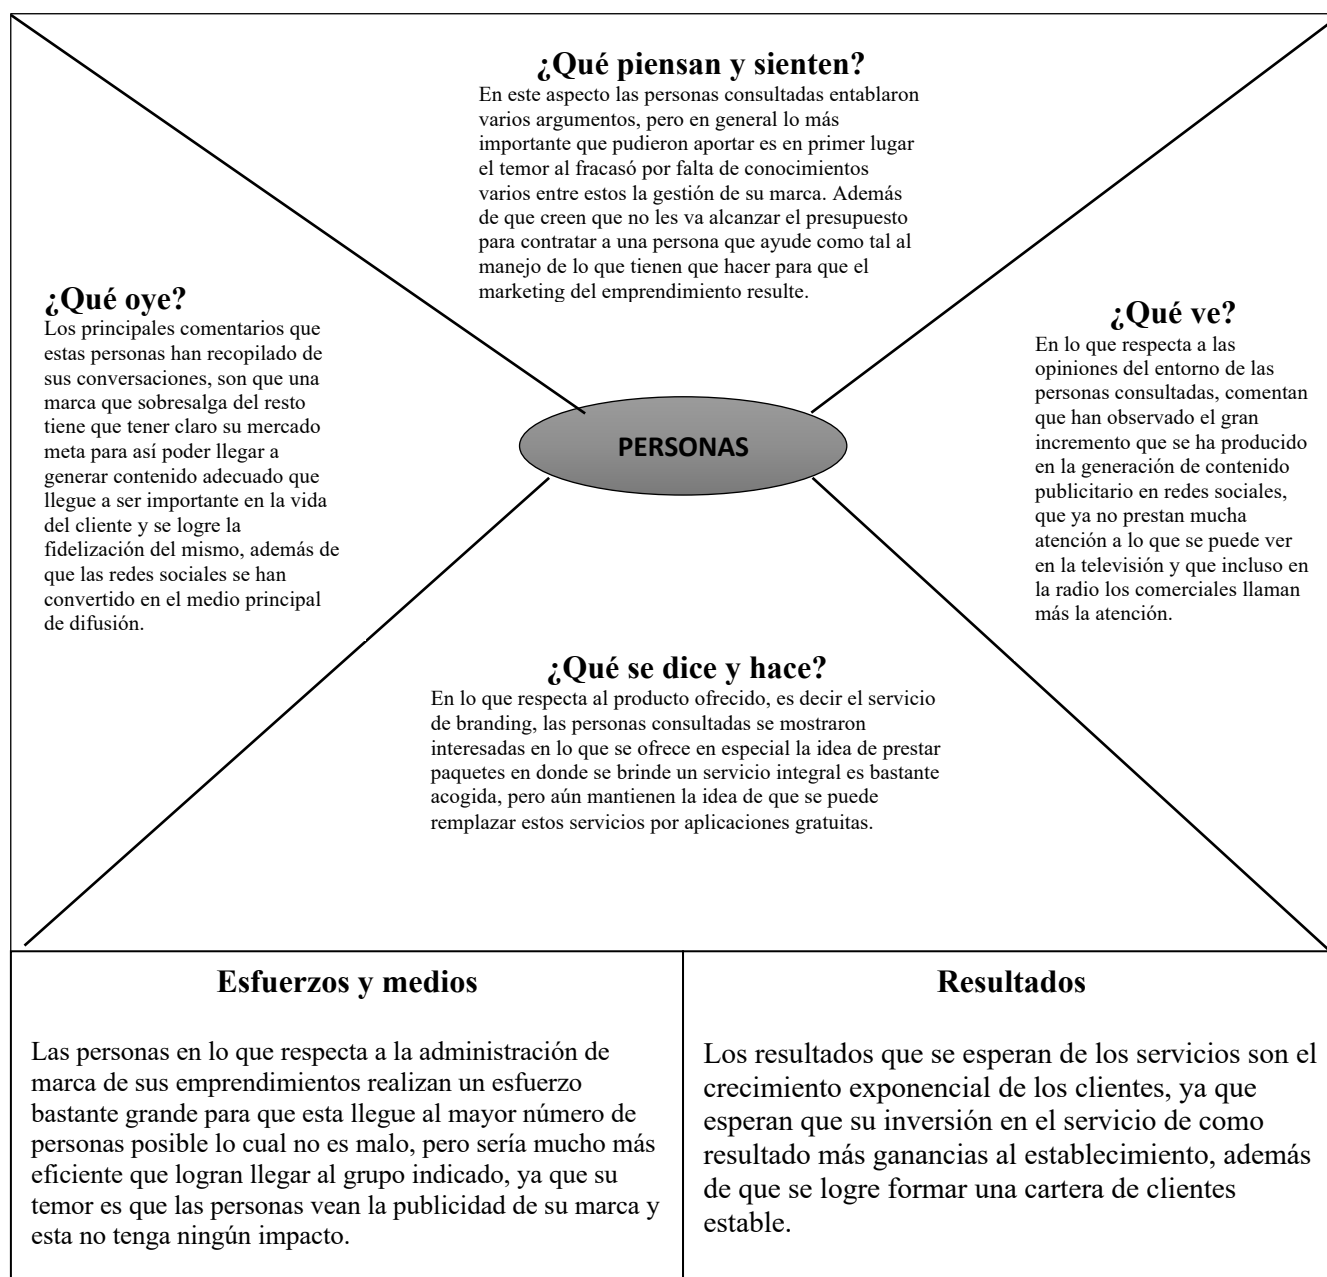 ¿Qué piensan y sienten?
En este aspecto las personas consultadas entablaron
varios argumentos, pero en general lo más
importante que pudieron aportar es en primer lugar
el temor al fracasó por falta de conocimientos
varios entre estos la gestión de su marca. Además
de que creen que no les va alcanzar el presupuesto
para contratar a una persona que ayude como tal al
manejo de lo que tienen que hacer para que el
marketing del emprendimiento resulte.
¿Qué oye?
Los principales comentarios que
estas personas han recopilado de
sus conversaciones, son que una
marca que sobresalga del resto
tiene que tener claro su mercado
meta para así poder llegar a
generar contenido adecuado que
llegue a ser importante en la vida
del cliente y se logre la
fidelización del mismo, además de
que las redes sociales se han
convertido en el medio principal
de difusión.
PERSONAS
¿Qué ve?
En lo que respecta a las
opiniones del entorno de las
personas consultadas, comentan
que han observado el gran
incremento que se ha producido
en la generación de contenido
publicitario en redes sociales,
que ya no prestan mucha
atención a lo que se puede ver
en la televisión y que incluso en
la radio los comerciales llaman
más la atención.
¿Qué se dice y hace?
En lo que respecta al producto ofrecido, es decir el servicio
de branding, las personas consultadas se mostraron
interesadas en lo que se ofrece en especial la idea de prestar
paquetes en donde se brinde un servicio integral es bastante
acogida, pero aún mantienen la idea de que se puede
remplazar estos servicios por aplicaciones gratuitas.
Esfuerzos y medios
Las personas en lo que respecta a la administración de
marca de sus emprendimientos realizan un esfuerzo
bastante grande para que esta llegue al mayor número de
personas posible lo cual no es malo, pero sería mucho más
eficiente que logran llegar al grupo indicado, ya que su
temor es que las personas vean la publicidad de su marca y
esta no tenga ningún impacto.
Resultados
Los resultados que se esperan de los servicios son el
crecimiento exponencial de los clientes, ya que
esperan que su inversión en el servicio de como
resultado más ganancias al establecimiento, además
de que se logre formar una cartera de clientes
estable.